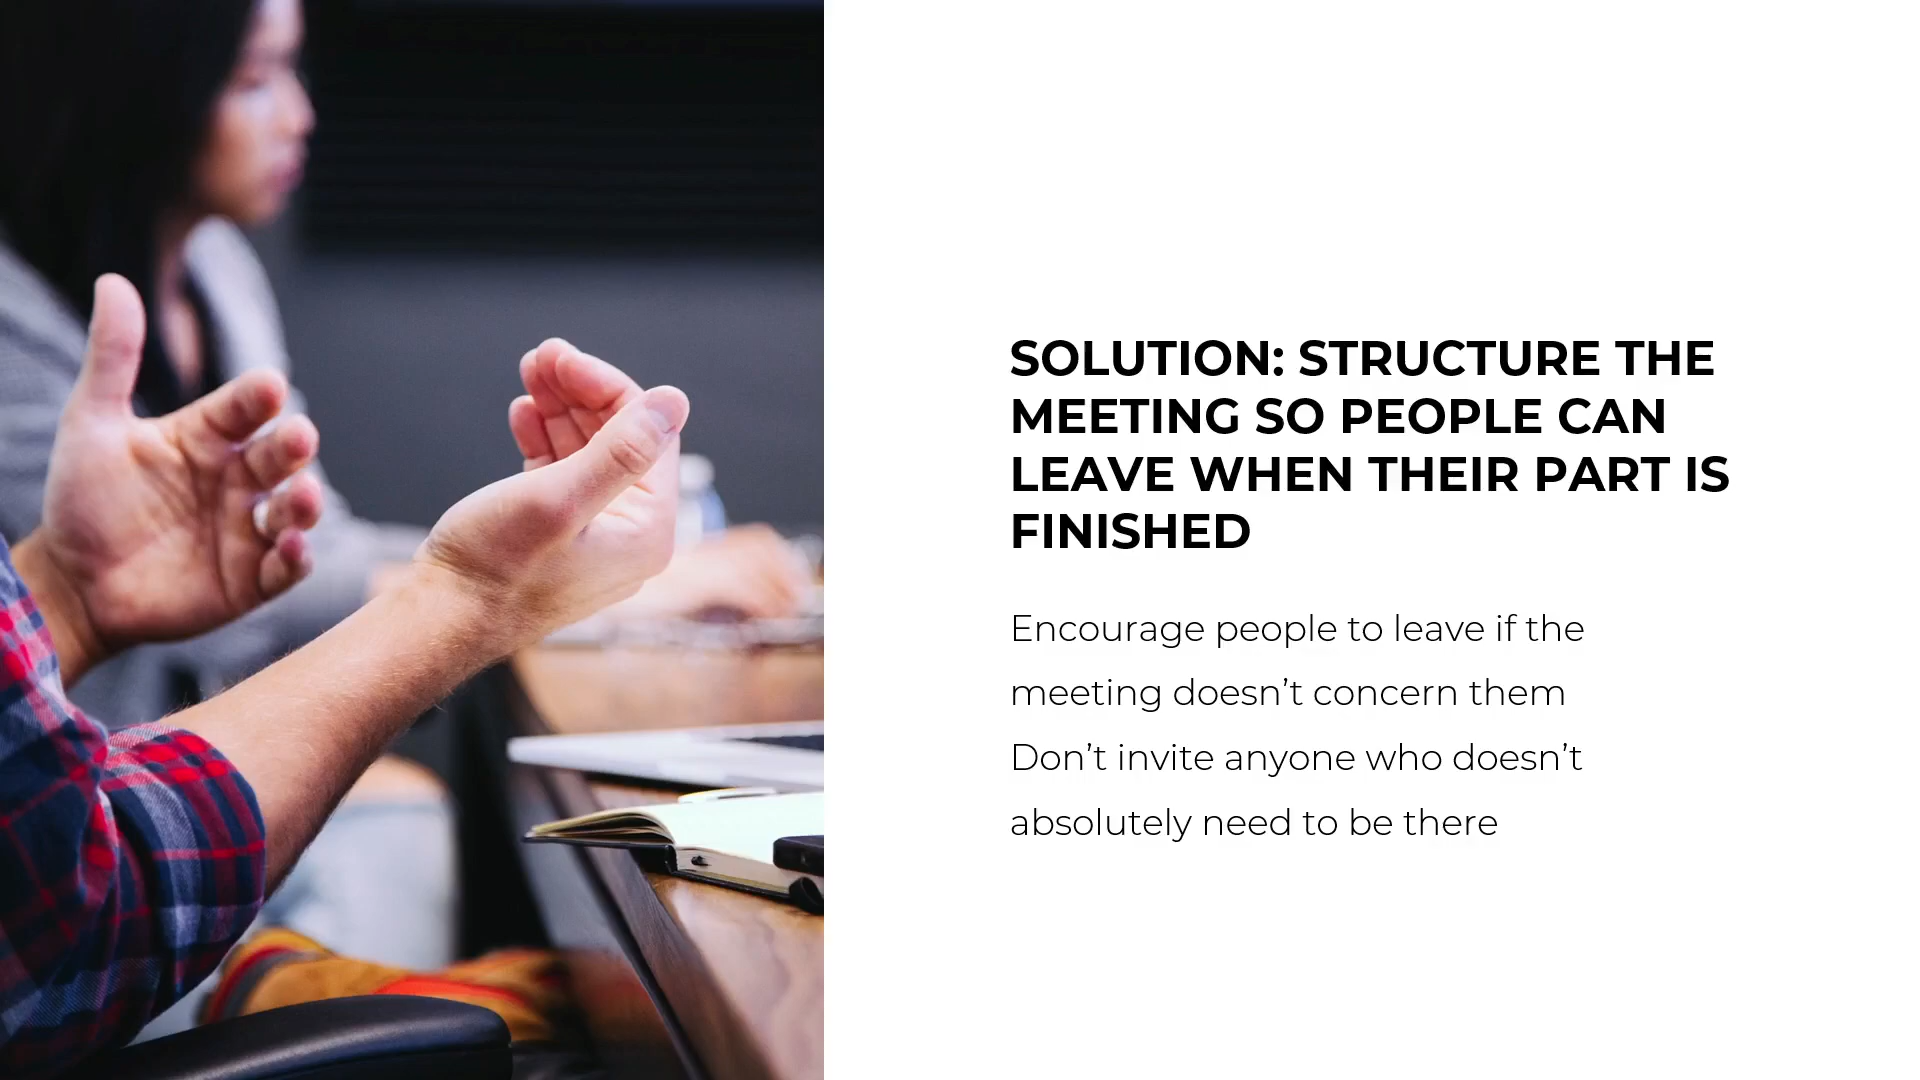 SOLUTION: STRUCTURE THE
MEETING SO PEOPLE CAN
LEAVE WHEN THEIR PART IS
FINISHED
Encourage people to leave if the
meeting doesn’t concern them
Don’t invite anyone who doesn’t
absolutely need to be there